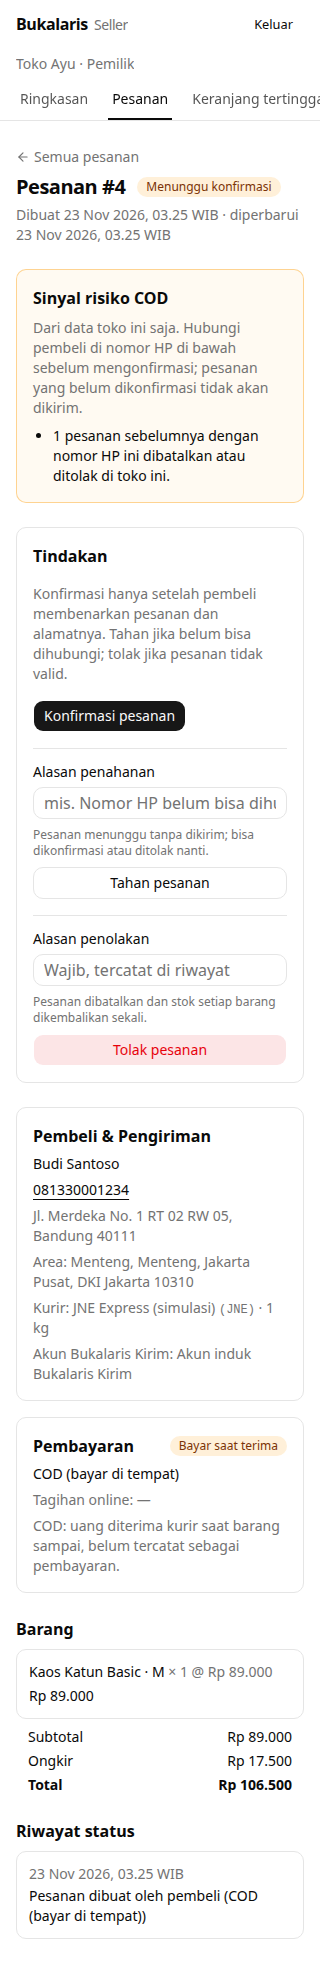 Bukalaris Seller
Keluar
Toko Ayu · Pemilik
Ringkasan
Pesanan
Keranjang tertingga
← Semua pesanan
Pesanan #4
Menunggu konfirmasi
Dibuat 23 Nov 2026, 03.25 WIB · diperbarui
23 Nov 2026, 03.25 WIB
Sinyal risiko COD
Dari data toko ini saja. Hubungi
pembeli di nomor HP di bawah
sebelum mengonfirmasi; pesanan
yang belum dikonfirmasi tidak akan
dikirim.
• 1 pesanan sebelumnya dengan
nomor HP ini dibatalkan atau
ditolak di toko ini.
Tindakan
Konfirmasi hanya setelah pembeli
membenarkan pesanan dan
alamatnya. Tahan jika belum bisa
dihubungi; tolak jika pesanan tidak
valid.
Konfirmasi pesanan
Alasan penahanan
mis. Nomor HP belum bisa dihu
Pesanan menunggu tanpa dikirim; bisa
dikonfirmasi atau ditolak nanti.
Tahan pesanan
Alasan penolakan
Wajib, tercatat di riwayat
Pesanan dibatalkan dan stok setiap barang
dikembalikan sekali.
Tolak pesanan
Pembeli & Pengiriman
Budi Santoso
081330001234
Jl. Merdeka No. 1 RT 02 RW 05,
Bandung 40111
Area: Menteng, Menteng, Jakarta
Pusat, DKI Jakarta 10310
Kurir: JNE Express (simulasi) (JNE) · 1
kg
Akun Bukalaris Kirim: Akun induk
Bukalaris Kirim
Pembayaran
Bayar saat terima
COD (bayar di tempat)
Tagihan online: —
COD: uang diterima kurir saat barang
sampai, belum tercatat sebagai
pembayaran.
Barang
Kaos Katun Basic · M × 1 @ Rp 89.000
Rp 89.000
Subtotal Rp 89.000
Ongkir Rp 17.500
Total Rp 106.500
Riwayat status
23 Nov 2026, 03.25 WIB
Pesanan dibuat oleh pembeli (COD
(bayar di tempat))